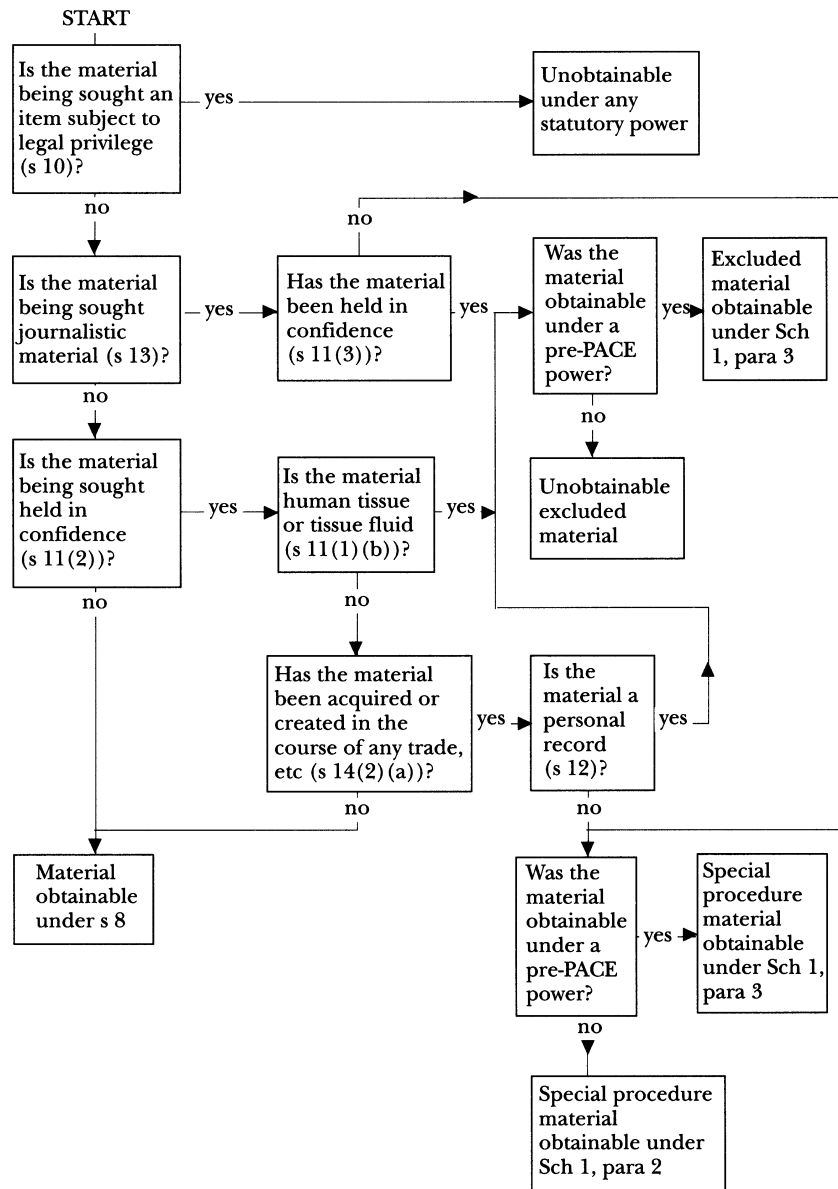 START
Is the material
being sought an
item subject to
legal privilege
(s 10)?
yes
Unobtainable
under any
statutory power
no
no
Is the material
being sought
journalistic
material (s 13)?
yes
Has the material
been held in
confidence
(s 11(3))?
yes
Was the
material
obtainable
under a
pre-PACE
power?
yes
Excluded
material
obtainable
under Sch
1, para 3
no
no
Is the material
being sought
held in
confidence
(s 11(2))?
yes
Is the material
human tissue
or tissue fluid
(s 11(1)(b))?
yes
Unobtainable
excluded
material
no
no
Has the material
been acquired or
created in the
course of any trade,
etc (s 14(2)(a))?
yes
Is the
material a
personal
record
(s 12)?
yes
no
no
Material
obtainable
under s 8
Was the
material
obtainable
under a
pre-PACE
power?
yes
Special
procedure
material
obtainable
under Sch 1,
para 3
no
Special procedure
material
obtainable under
Sch 1, para 2